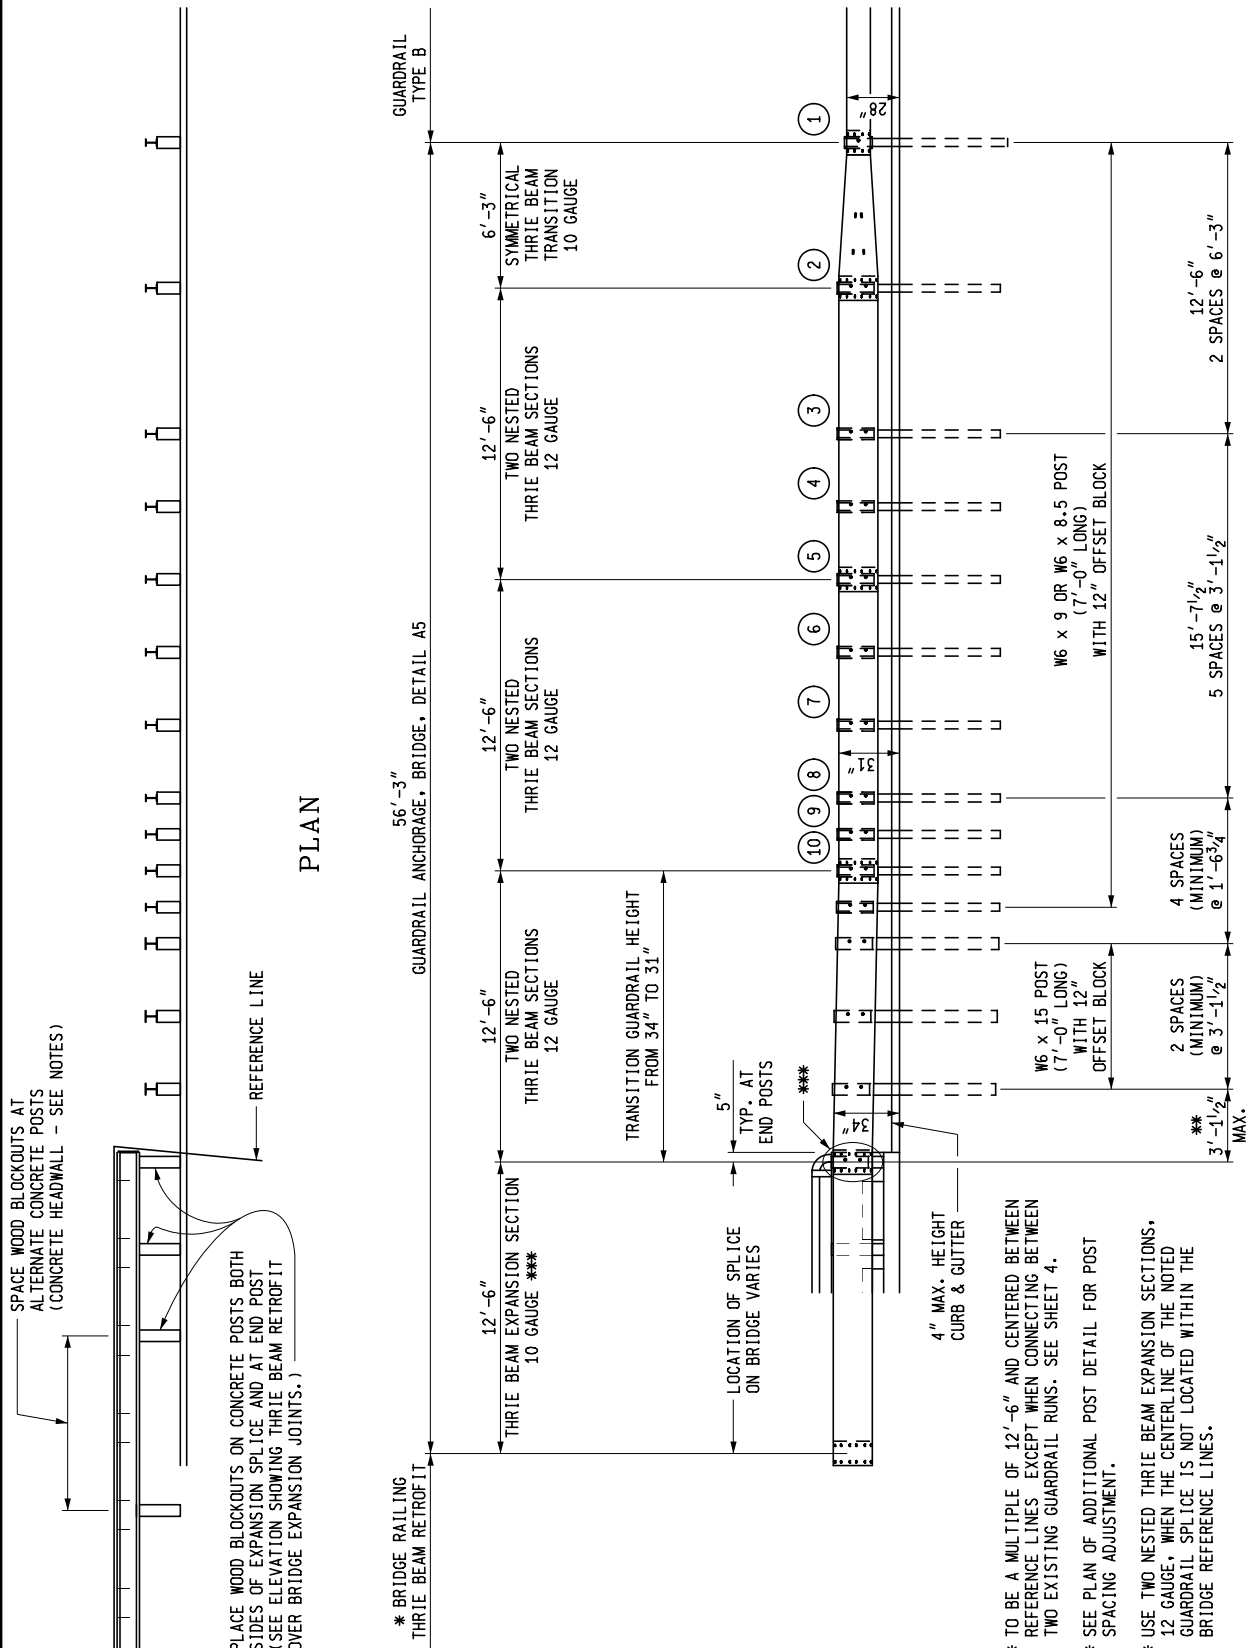 SPACE WOOD BLOCKOUTS AT
ALTERNATE CONCRETE POSTS
(CONCRETE HEADWALL - SEE NOTES)
PLACE WOOD BLOCKOUTS ON CONCRETE POSTS BOTH
SIDES OF EXPANSION SPLICE AND AT END POST
(SEE ELEVATION SHOWING THRIE BEAM RETROFIT
OVER BRIDGE EXPANSION JOINTS.)
REFERENCE LINE
PLAN
* BRIDGE RAILING
THRIE BEAM RETROFIT
56'-3"
GUARDRAIL ANCHORAGE, BRIDGE, DETAIL A5
GUARDRAIL
TYPE B
12'-6"
THRIE BEAM EXPANSION SECTION
10 GAUGE ***
12'-6"
TWO NESTED
THRIE BEAM SECTIONS
12 GAUGE
12'-6"
TWO NESTED
THRIE BEAM SECTIONS
12 GAUGE
12'-6"
TWO NESTED
THRIE BEAM SECTIONS
12 GAUGE
6'-3"
SYMMETRICAL
THRIE BEAM
TRANSITION
10 GAUGE
TRANSITION GUARDRAIL HEIGHT
FROM 34" TO 31"
LOCATION OF SPLICE
ON BRIDGE VARIES
5"
TYP. AT
END POSTS
***
10
9
8
7
6
5
4
3
2
1
34"
31"
28"
4" MAX. HEIGHT
CURB & GUTTER
W6 x 15 POST
(7'-0" LONG)
WITH 12"
OFFSET BLOCK
W6 x 9 OR W6 x 8.5 POST
(7'-0" LONG)
WITH 12" OFFSET BLOCK
**
3'-1 1/2"
MAX.
2 SPACES
(MINIMUM)
@ 3'-1 1/2"
4 SPACES
(MINIMUM)
@ 1'-6 3/4"
15'-7 1/2"
5 SPACES @ 3'-1 1/2"
12'-6"
2 SPACES @ 6'-3"
* TO BE A MULTIPLE OF 12'-6" AND CENTERED BETWEEN
REFERENCE LINES EXCEPT WHEN CONNECTING BETWEEN
TWO EXISTING GUARDRAIL RUNS. SEE SHEET 4.
* SEE PLAN OF ADDITIONAL POST DETAIL FOR POST
SPACING ADJUSTMENT.
* USE TWO NESTED THRIE BEAM EXPANSION SECTIONS,
12 GAUGE, WHEN THE CENTERLINE OF THE NOTED
GUARDRAIL SPLICE IS NOT LOCATED WITHIN THE
BRIDGE REFERENCE LINES.